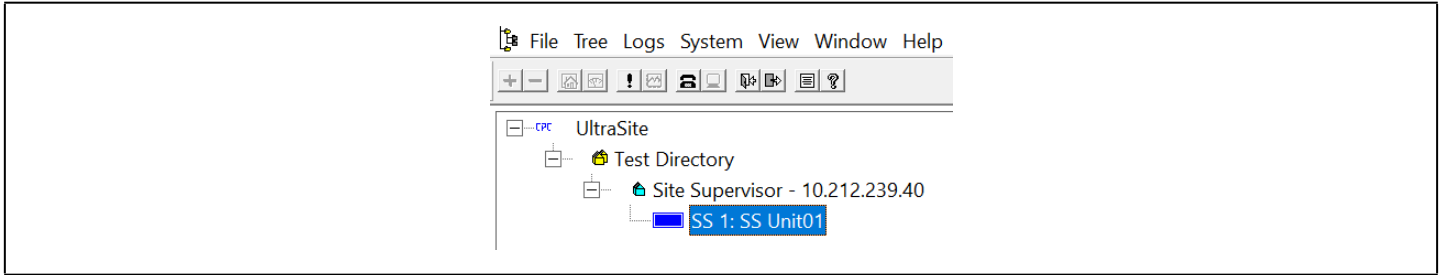 File Tree Logs System View Window Help
CPC UltraSite
Test Directory
Site Supervisor - 10.212.239.40
SS 1: SS Unit01